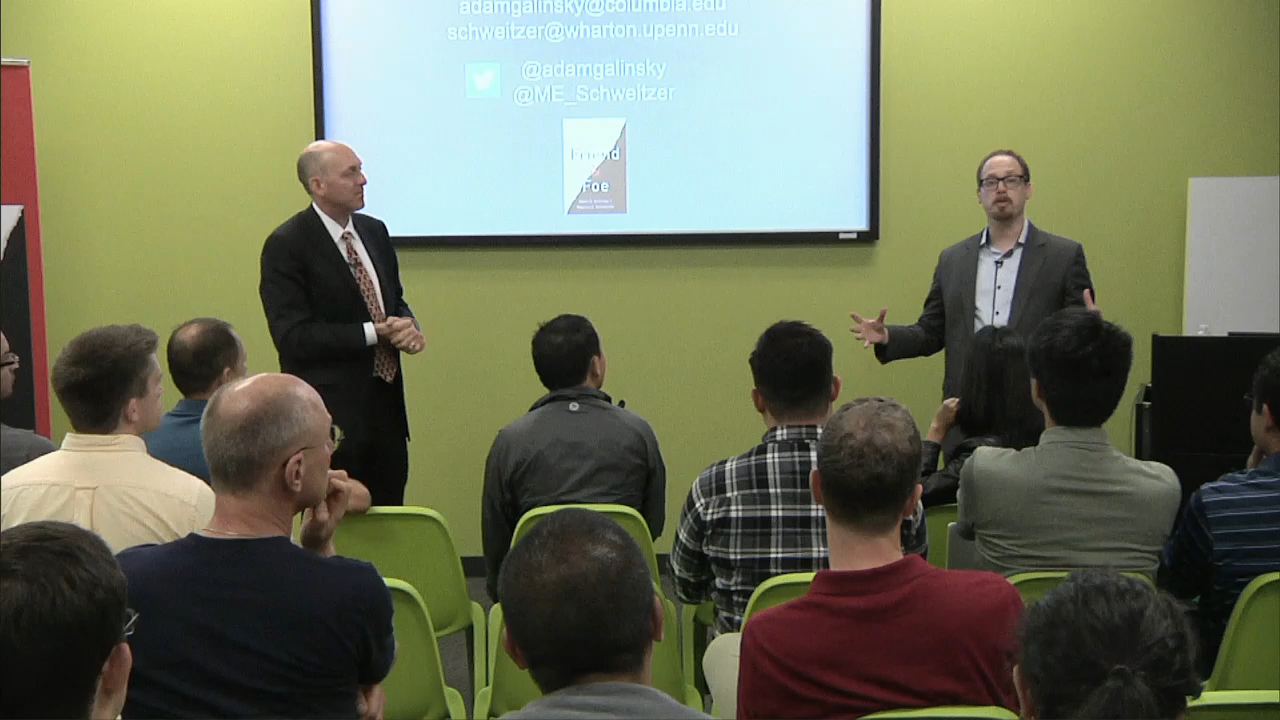 adamgalinsky@columbia.edu
schweitzer@wharton.upenn.edu
@adamgalinsky
@ME_Schweitzer
Friend
Foe